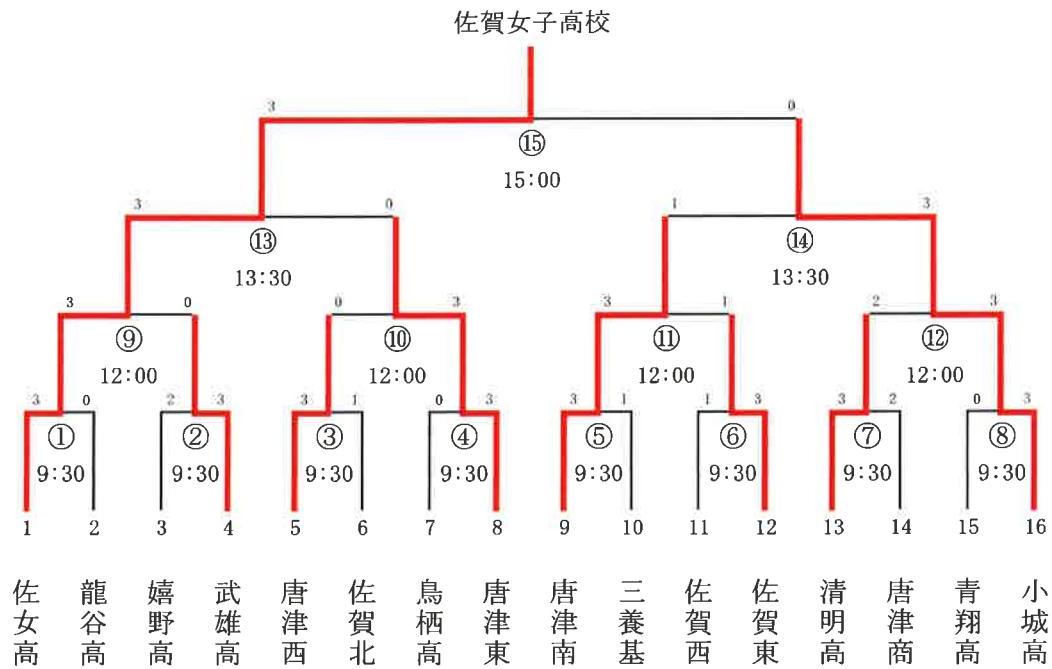 佐賀女子高校
3 0
⑮
15:00
3 0 1 3
⑬ ⑭
13:30 13:30
3 0 0 3 3 1 2 3
⑨ ⑩ ⑪ ⑫
12:00 12:00 12:00 12:00
3 0 2 3 3 1 0 3 3 1 1 3 3 2 0 3
① ② ③ ④ ⑤ ⑥ ⑦ ⑧
9:30 9:30 9:30 9:30 9:30 9:30 9:30 9:30
1 2 3 4 5 6 7 8 9 10 11 12 13 14 15 16
佐女高
龍谷高
嬉野高
武雄高
唐津西
佐賀北
鳥栖高
唐津東
唐津南
三養基
佐賀西
佐賀東
清明高
唐津商
青翔高
小城高